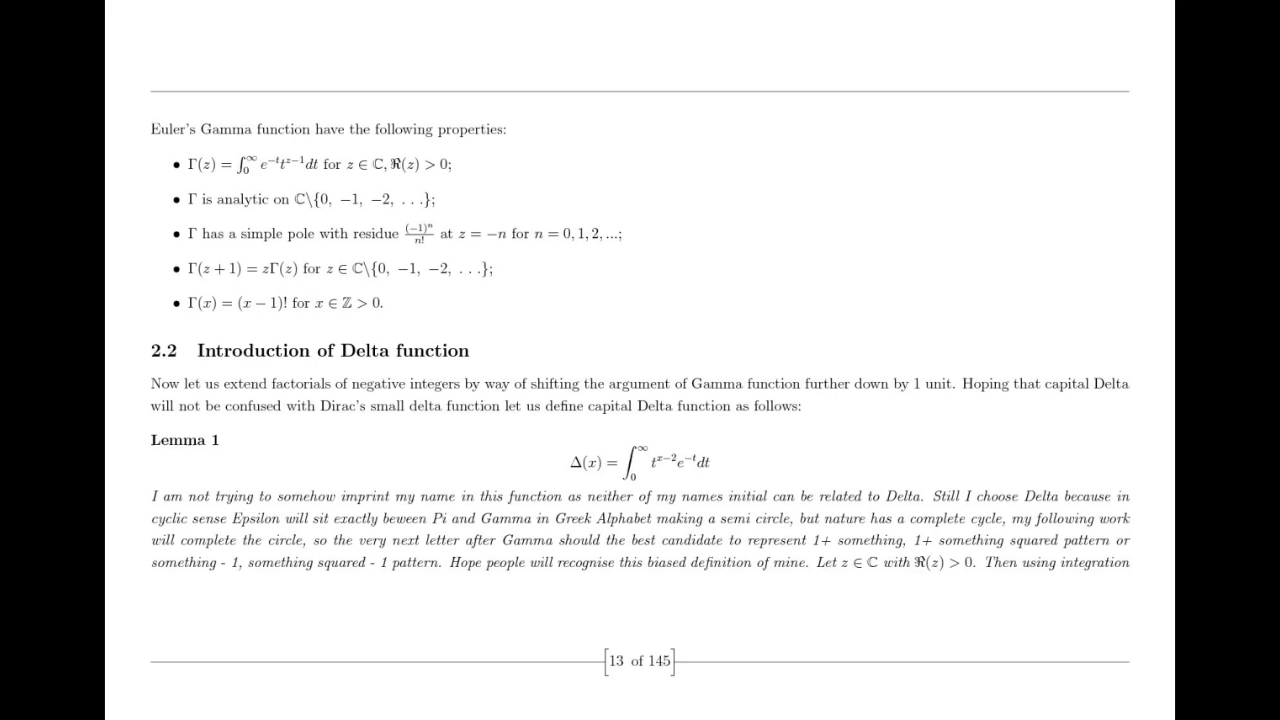 Euler's Gamma function have the following properties:
• Γ(z) = ∫₀^∞ e^{−t}t^{z−1}dt for z ∈ ℂ, ℜ(z) > 0;
• Γ is analytic on ℂ\{0, −1, −2, . . .};
• Γ has a simple pole with residue (−1)^n/n! at z = −n for n = 0, 1, 2, ...;
• Γ(z + 1) = zΓ(z) for z ∈ ℂ\{0, −1, −2, . . .};
• Γ(x) = (x − 1)! for x ∈ ℤ > 0.
2.2 Introduction of Delta function
Now let us extend factorials of negative integers by way of shifting the argument of Gamma function further down by 1 unit. Hoping that capital Delta
will not be confused with Dirac's small delta function let us define capital Delta function as follows:
Lemma 1
Δ(x) = ∫₀^∞ t^{x−2}e^{−t}dt
I am not trying to somehow imprint my name in this function as neither of my names initial can be related to Delta. Still I choose Delta because in
cyclic sense Epsilon will sit exactly beween Pi and Gamma in Greek Alphabet making a semi circle, but nature has a complete cycle, my following work
will complete the circle, so the very next letter after Gamma should the best candidate to represent 1+ something, 1+ something squared pattern or
something - 1, something squared - 1 pattern. Hope people will recognise this biased definition of mine. Let z ∈ ℂ with ℜ(z) > 0. Then using integration
[13 of 145]